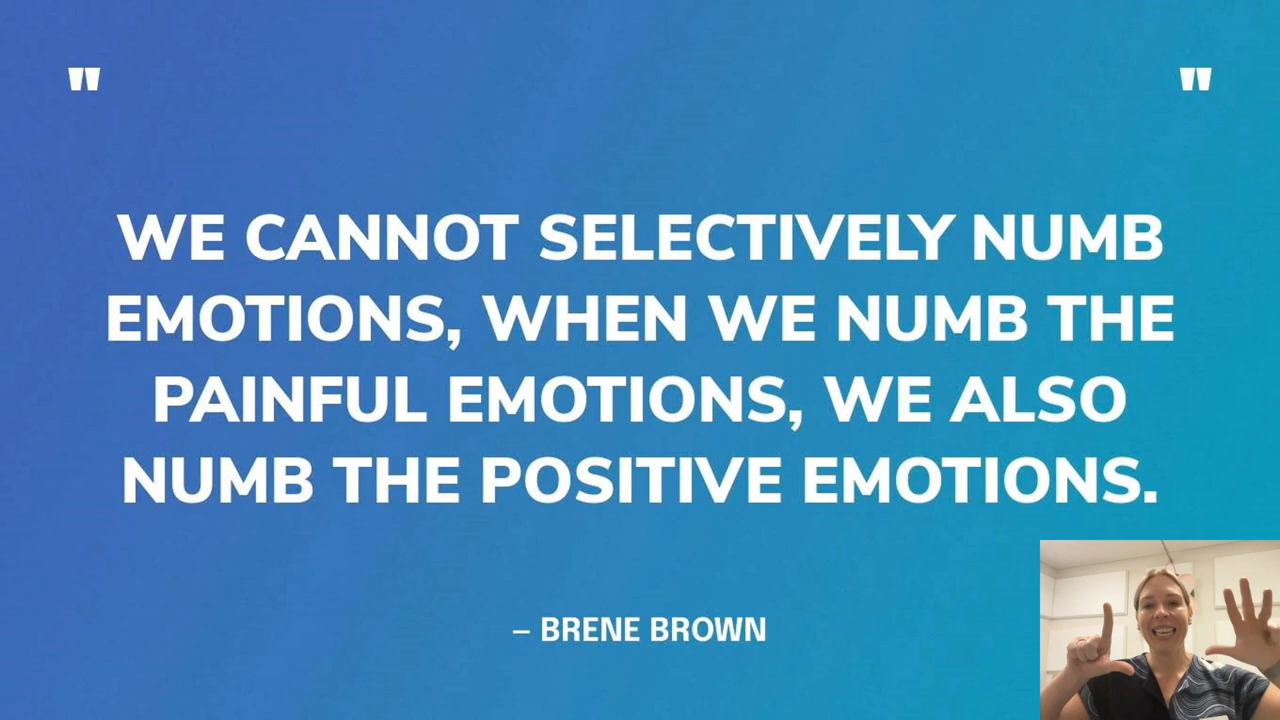 " "
WE CANNOT SELECTIVELY NUMB
EMOTIONS, WHEN WE NUMB THE
PAINFUL EMOTIONS, WE ALSO
NUMB THE POSITIVE EMOTIONS.
– BRENE BROWN